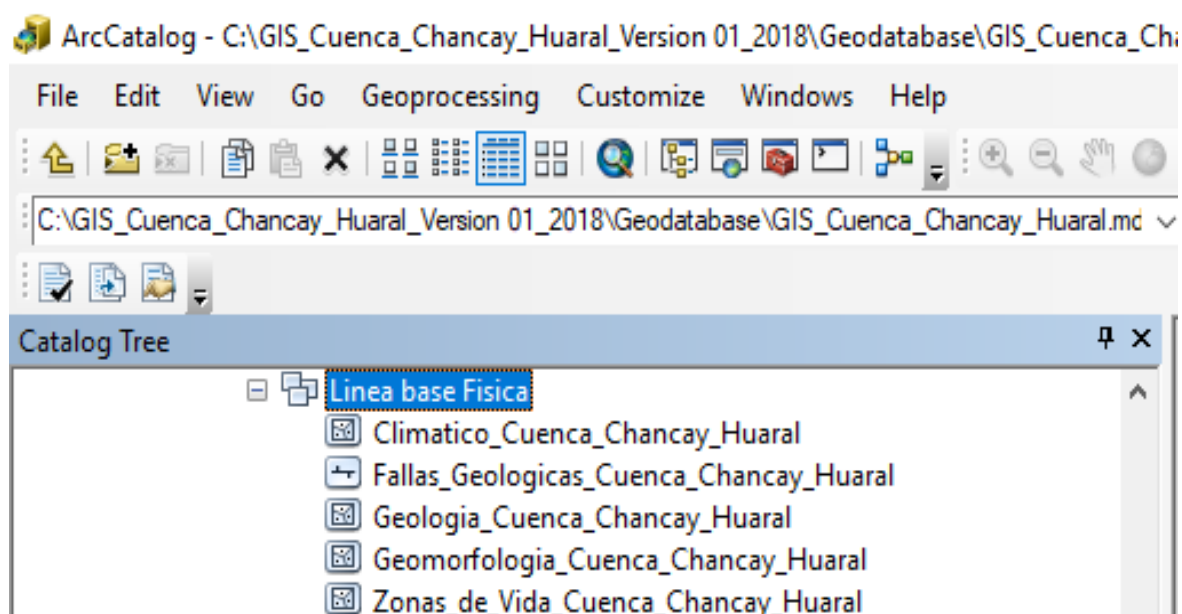 ArcCatalog - C:\GIS_Cuenca_Chancay_Huaral_Version 01_2018\Geodatabase\GIS_Cuenca_Cha
File Edit View Go Geoprocessing Customize Windows Help
C:\GIS_Cuenca_Chancay_Huaral_Version 01_2018\Geodatabase\GIS_Cuenca_Chancay_Huaral.md
Catalog Tree
Linea base Fisica
Climatico_Cuenca_Chancay_Huaral
Fallas_Geologicas_Cuenca_Chancay_Huaral
Geologia_Cuenca_Chancay_Huaral
Geomorfologia_Cuenca_Chancay_Huaral
Zonas_de_Vida_Cuenca_Chancay_Huaral